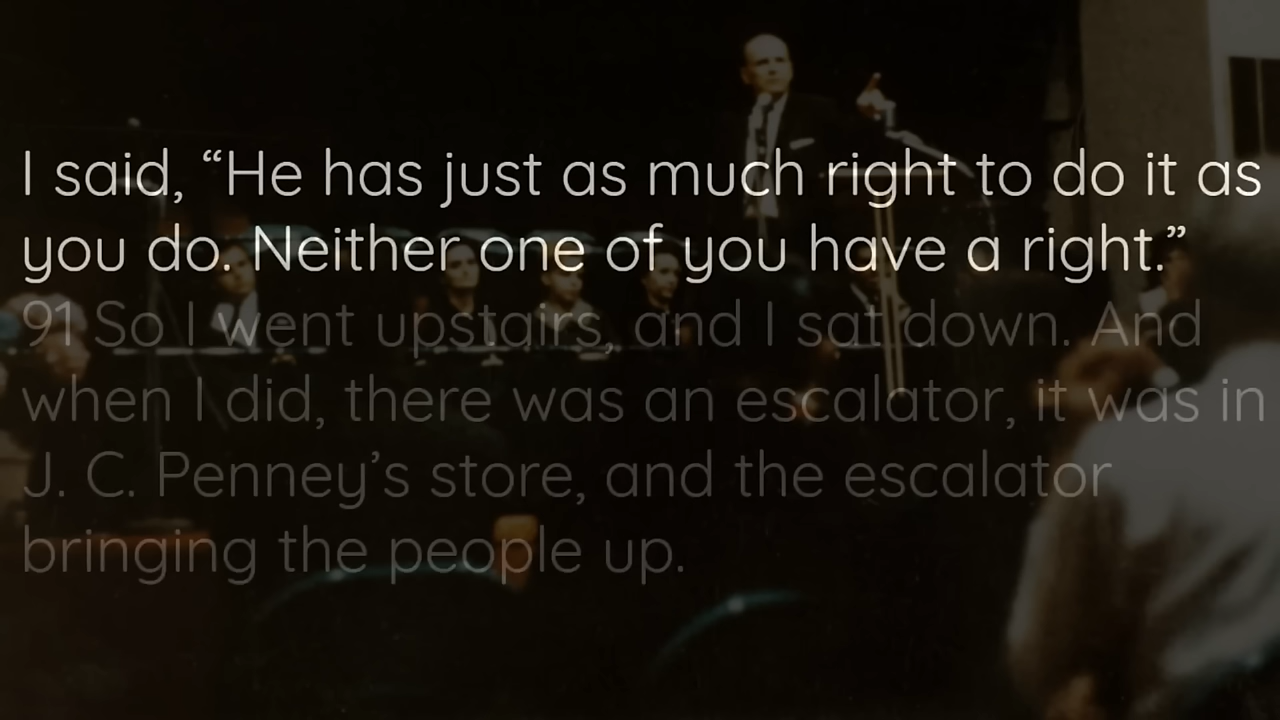 I said, “He has just as much right to do it as
you do. Neither one of you have a right.”
91 So I went upstairs, and I sat down. And
when I did, there was an escalator, it was in
J. C. Penney’s store, and the escalator
bringing the people up.